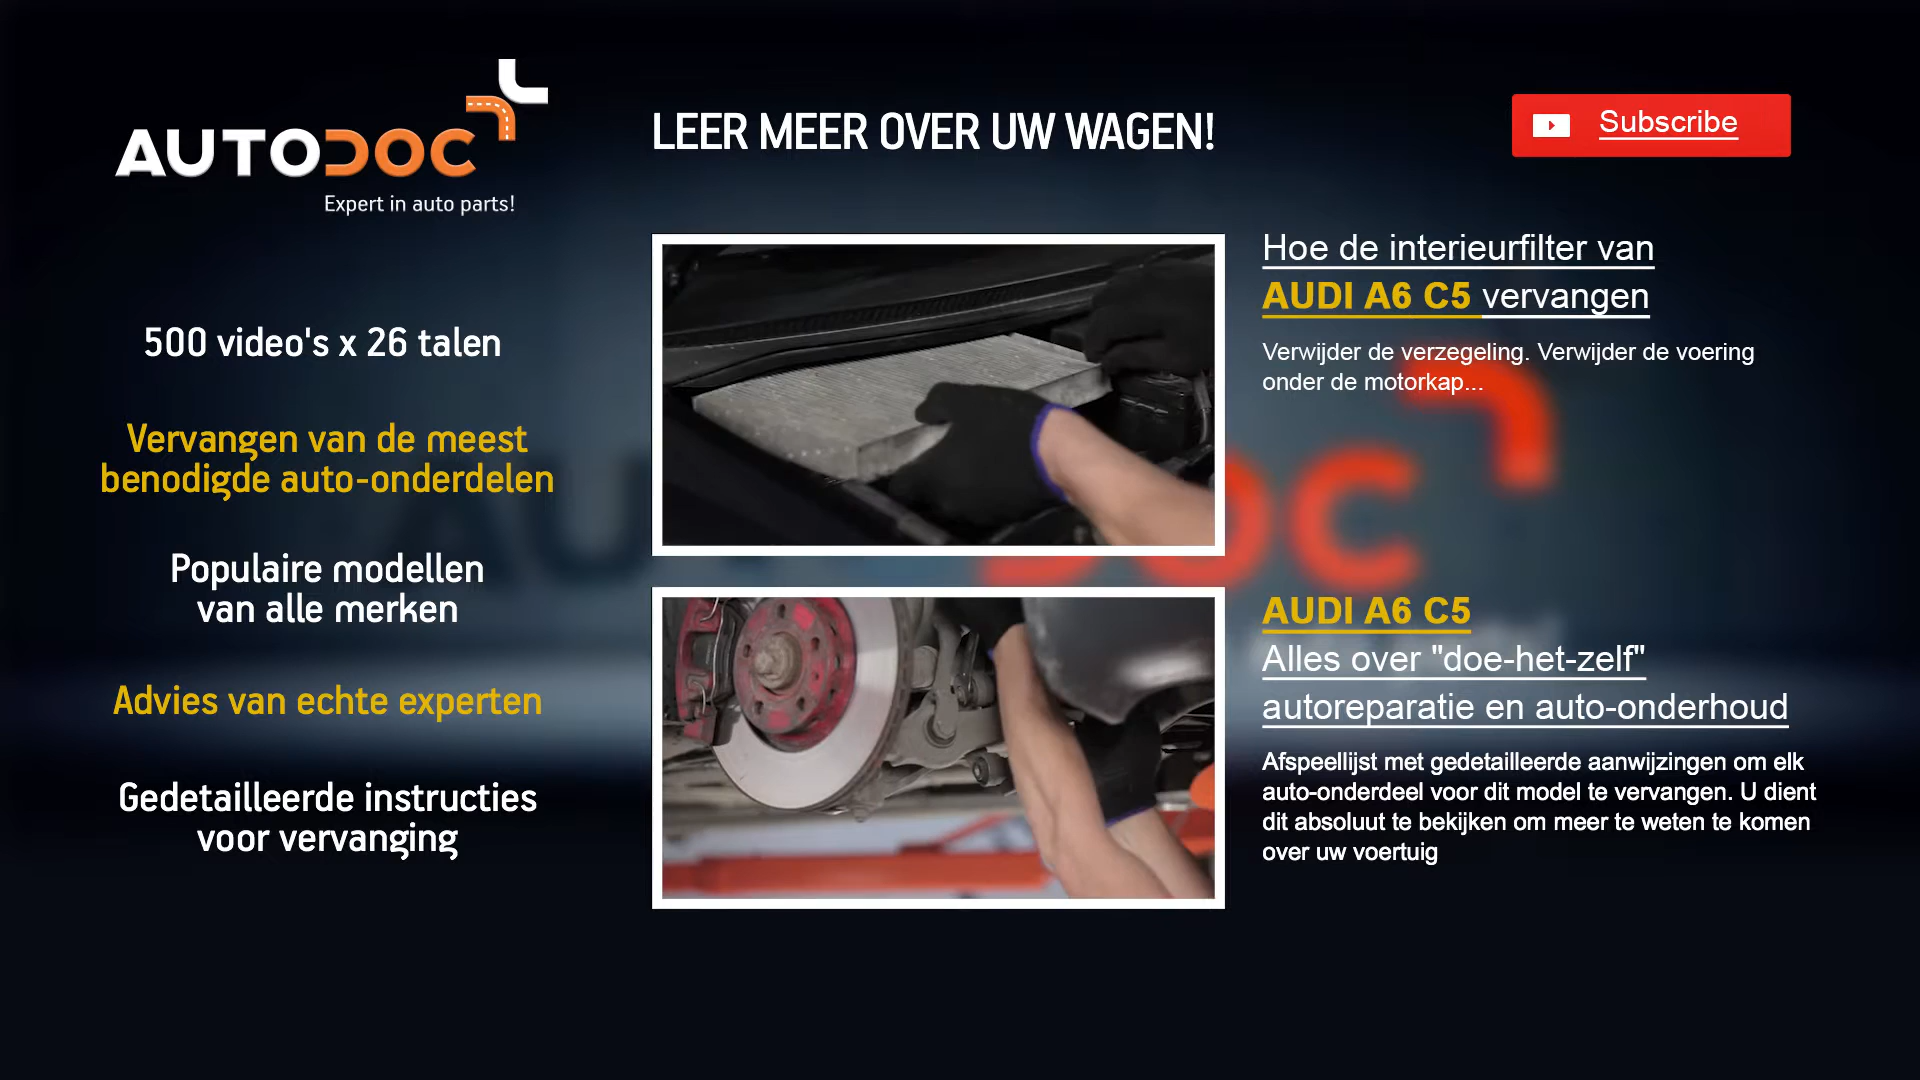 AUTODOC
Expert in auto parts!
LEER MEER OVER UW WAGEN!
Subscribe
500 video's x 26 talen
Vervangen van de meest
benodigde auto-onderdelen
Populaire modellen
van alle merken
Advies van echte experten
Gedetailleerde instructies
voor vervanging
Hoe de interieurfilter van
AUDI A6 C5 vervangen
Verwijder de verzegeling. Verwijder de voering
onder de motorkap...
AUDI A6 C5
Alles over "doe-het-zelf"
autoreparatie en auto-onderhoud
Afspeellijst met gedetailleerde aanwijzingen om elk
auto-onderdeel voor dit model te vervangen. U dient
dit absoluut te bekijken om meer te weten te komen
over uw voertuig